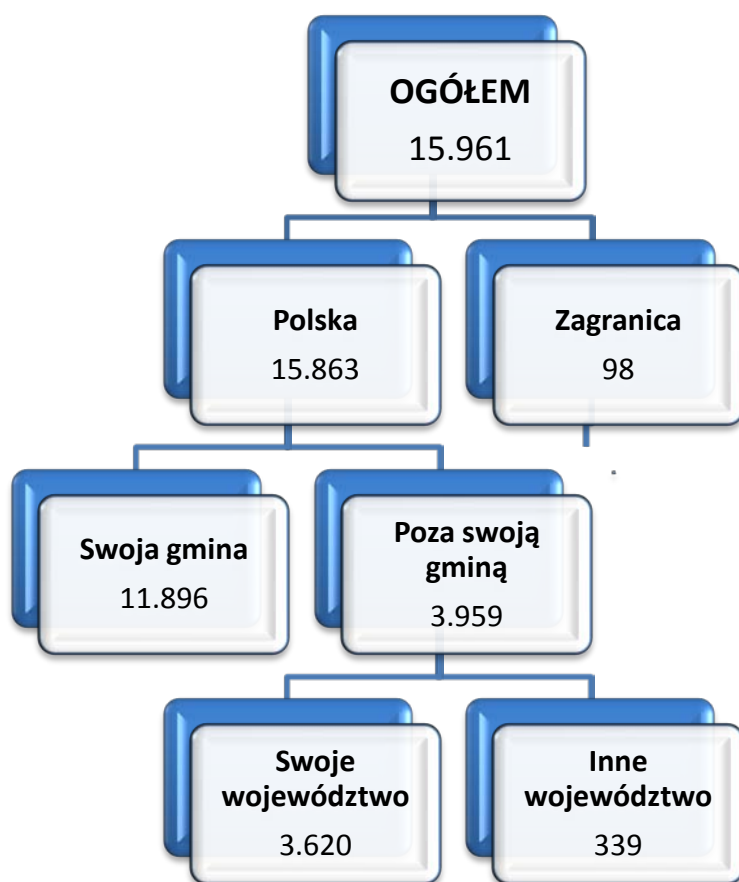 OGÓŁEM
15.961
Polska
15.863
Zagranica
98
Swoja gmina
11.896
Poza swoją
gminą
3.959
Swoje
województwo
3.620
Inne
województwo
339